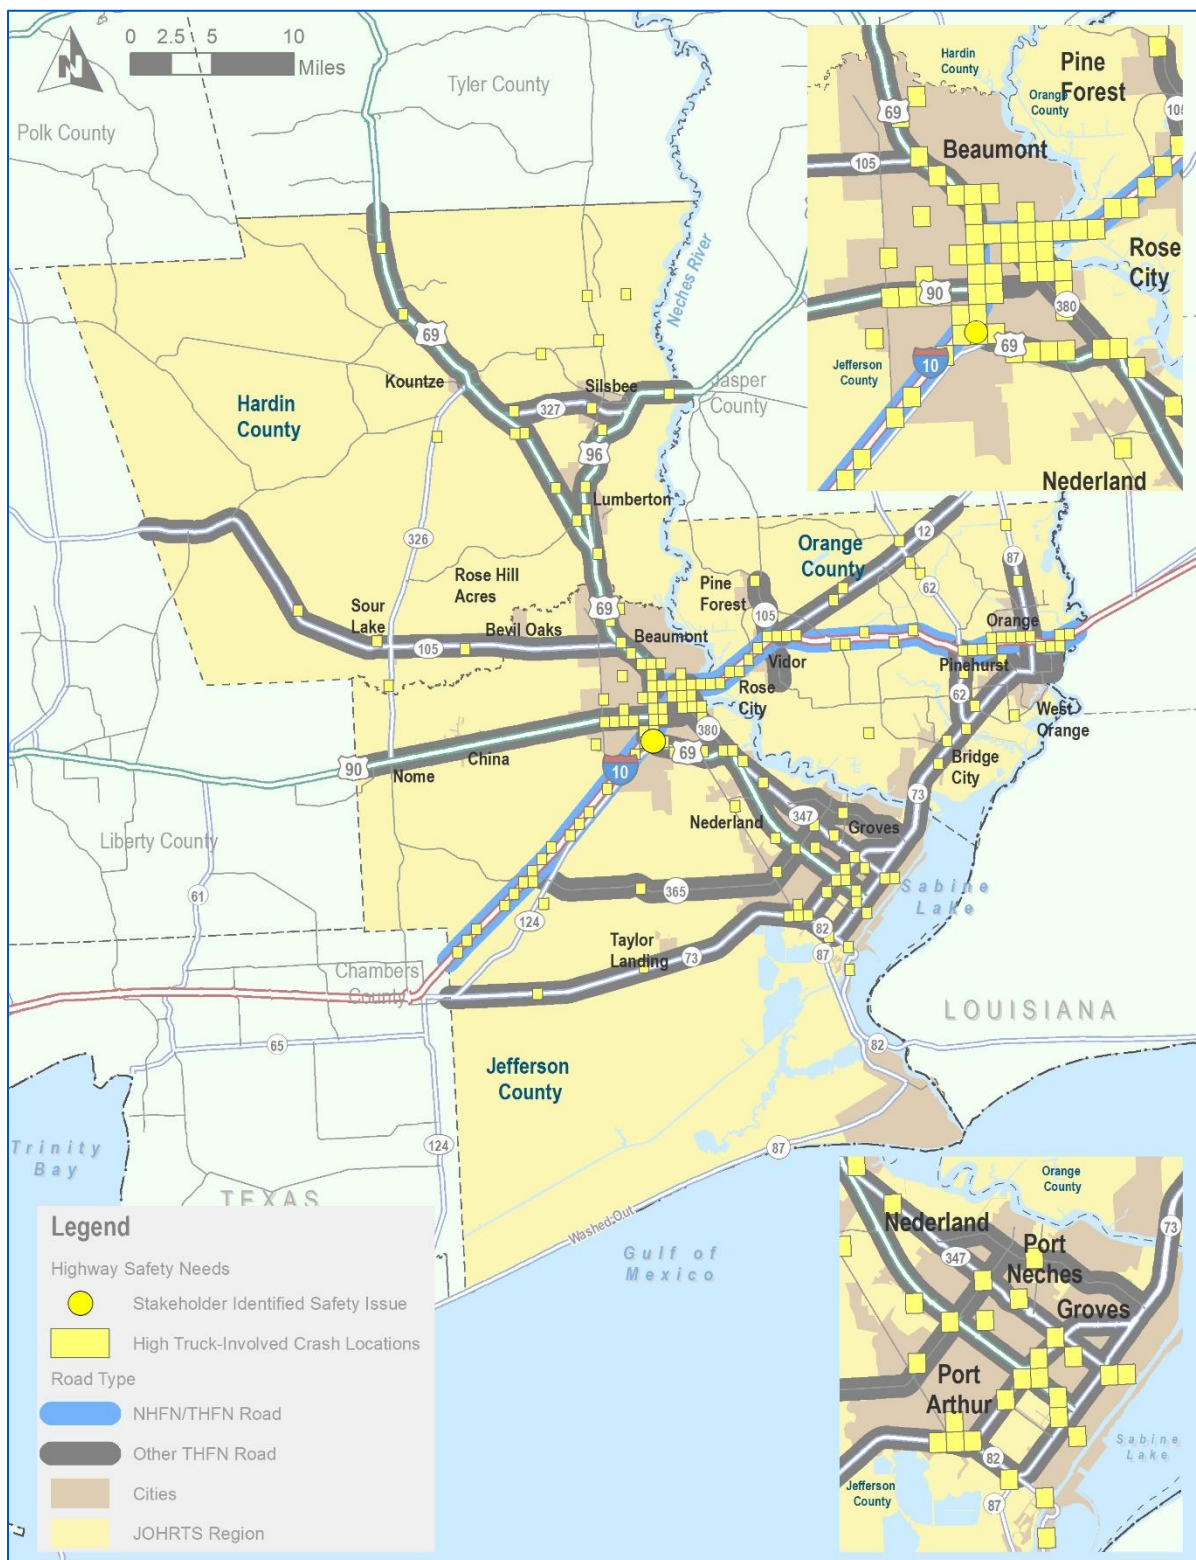 N
0 2.5 5 10
Miles
Polk County
Tyler County
Neches River
Hardin
County
69
Kountze
Silsbee
327
Jasper
County
96
Lumberton
326
Rose Hill
Acres
Sour
Lake
105
Bevil Oaks
69
Beaumont
Pine
Forest
105
Orange
County
12
62
87
Orange
Vidor
Pinehurst
Rose
City
62
West
Orange
380
69
Bridge
City
73
90
Nome
China
10
Nederland
347
Groves
Liberty County
61
365
124
Sabine
Lake
82
87
Taylor
Landing
73
Chambers
County
65
LOUISIANA
82
Jefferson
County
124
87
Trinity
Bay
TEXAS
Washed Out
Gulf of
Mexico
Hardin
County
Pine
Forest
Orange
County
69
105
Beaumont
105
Rose
City
90
380
69
Jefferson
County
10
Nederland
Orange
County
73
Nederland
347
Port
Neches
Groves
Port
Arthur
Sabine
Lake
82
Jefferson
County
87
Legend
Highway Safety Needs
Stakeholder Identified Safety Issue
High Truck-Involved Crash Locations
Road Type
NHFN/THFN Road
Other THFN Road
Cities
JOHRTS Region